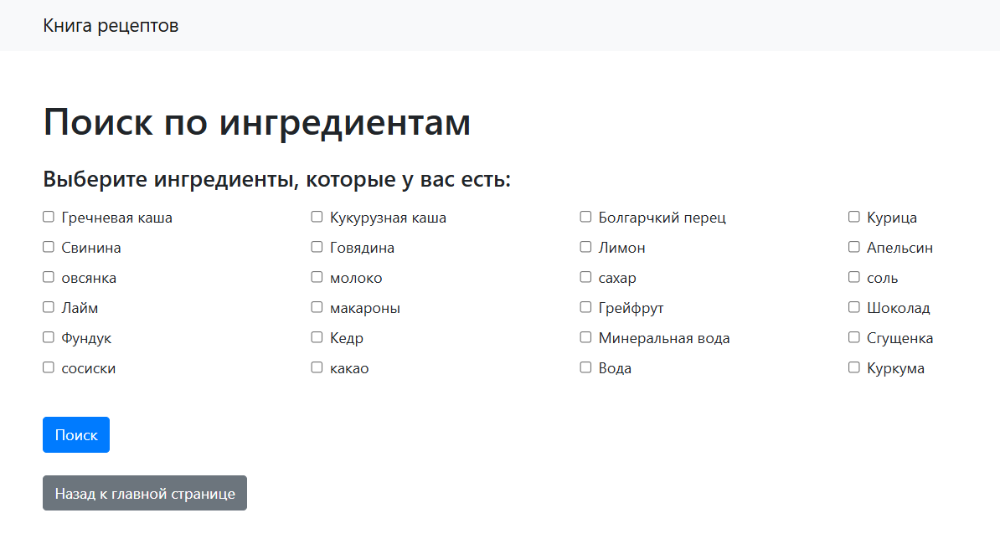 Книга рецептов
Поиск по ингредиентам
Выберите ингредиенты, которые у вас есть:
Гречневая каша Кукурузная каша Болгарчкий перец Курица
Свинина Говядина Лимон Апельсин
овсянка молоко сахар соль
Лайм макароны Грейфрут Шоколад
Фундук Кедр Минеральная вода Сгущенка
сосиски какао Вода Куркума
Поиск
Назад к главной странице